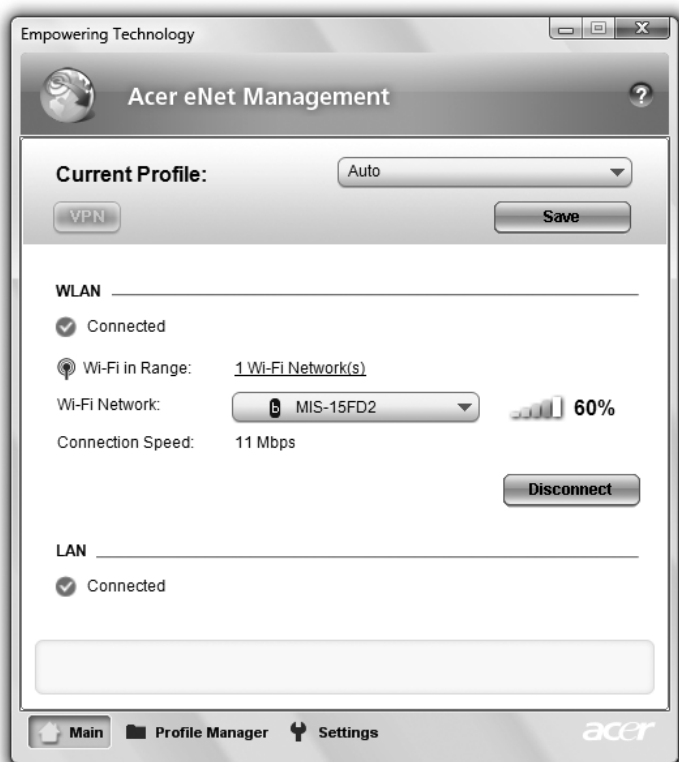 Empowering Technology
Acer eNet Management
?
Current Profile:
Auto
VPN
Save
WLAN
Connected
Wi-Fi in Range: 1 Wi-Fi Network(s)
Wi-Fi Network: b MIS-15FD2 60%
Connection Speed: 11 Mbps
Disconnect
LAN
Connected
Main Profile Manager Settings acer